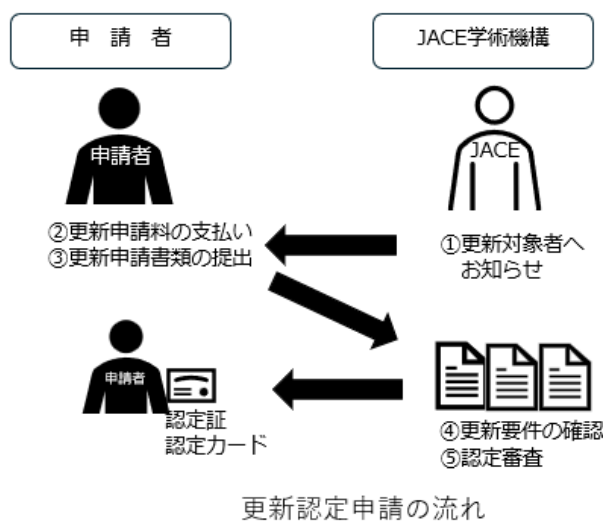 申 請 者
JACE学術機構
申請者
JACE
②更新申請料の支払い
③更新申請書類の提出
①更新対象者へ
お知らせ
申請者
認定証
認定カード
④更新要件の確認
⑤認定審査
更新認定申請の流れ